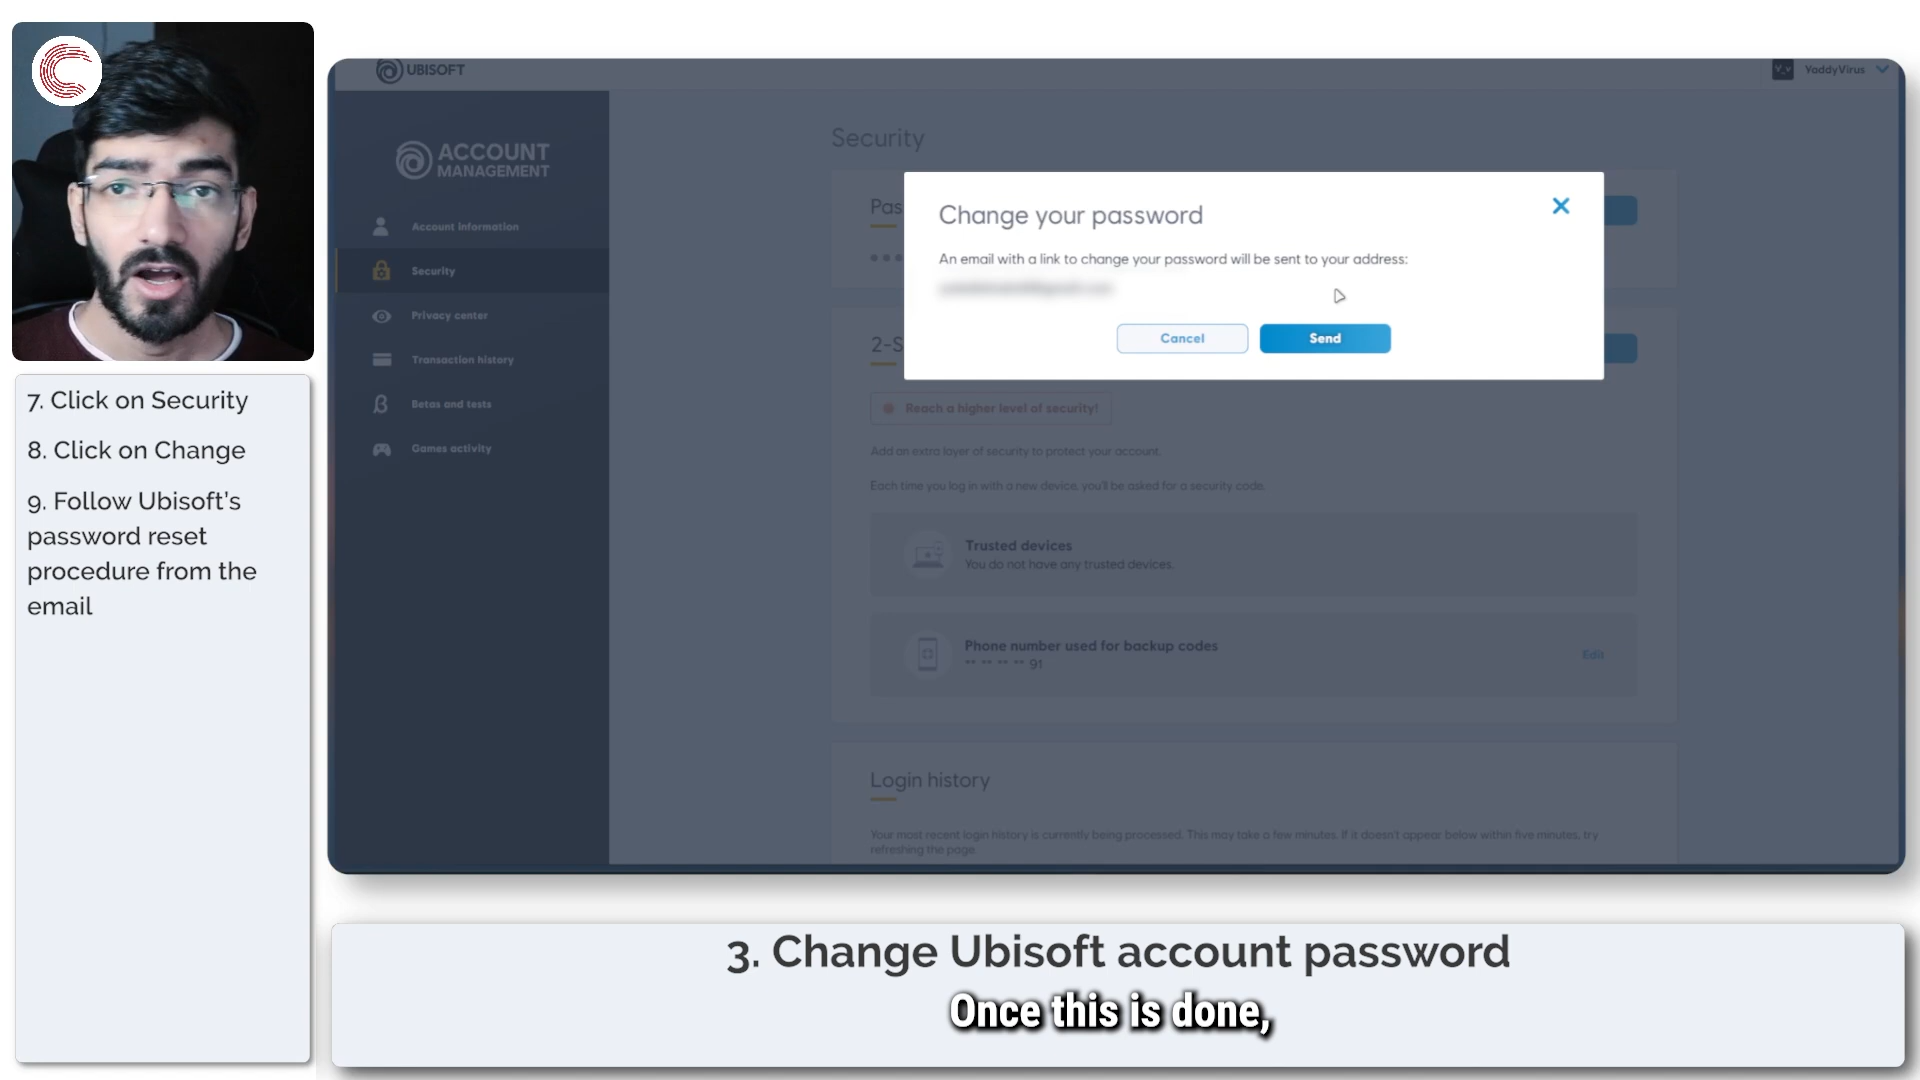 UBISOFT
YaddyVirus
ACCOUNT
MANAGEMENT
Account information
Security
Privacy center
Transaction history
Betas and tests
Games activity
Security
Pas
Change your password
An email with a link to change your password will be sent to your address:
Cancel
Send
2-S
Reach a higher level of security!
Add an extra layer of security to protect your account.
Each time you log in with a new device, you'll be asked for a security code.
Trusted devices
You do not have any trusted devices.
Phone number used for backup codes
•• •• •• •• 91
Edit
Login history
Your most recent login history is currently being processed. This may take a few minutes. If it doesn't appear below within five minutes, try
refreshing the page
7. Click on Security
8. Click on Change
9. Follow Ubisoft's
password reset
procedure from the
email
3. Change Ubisoft account password
Once this is done,